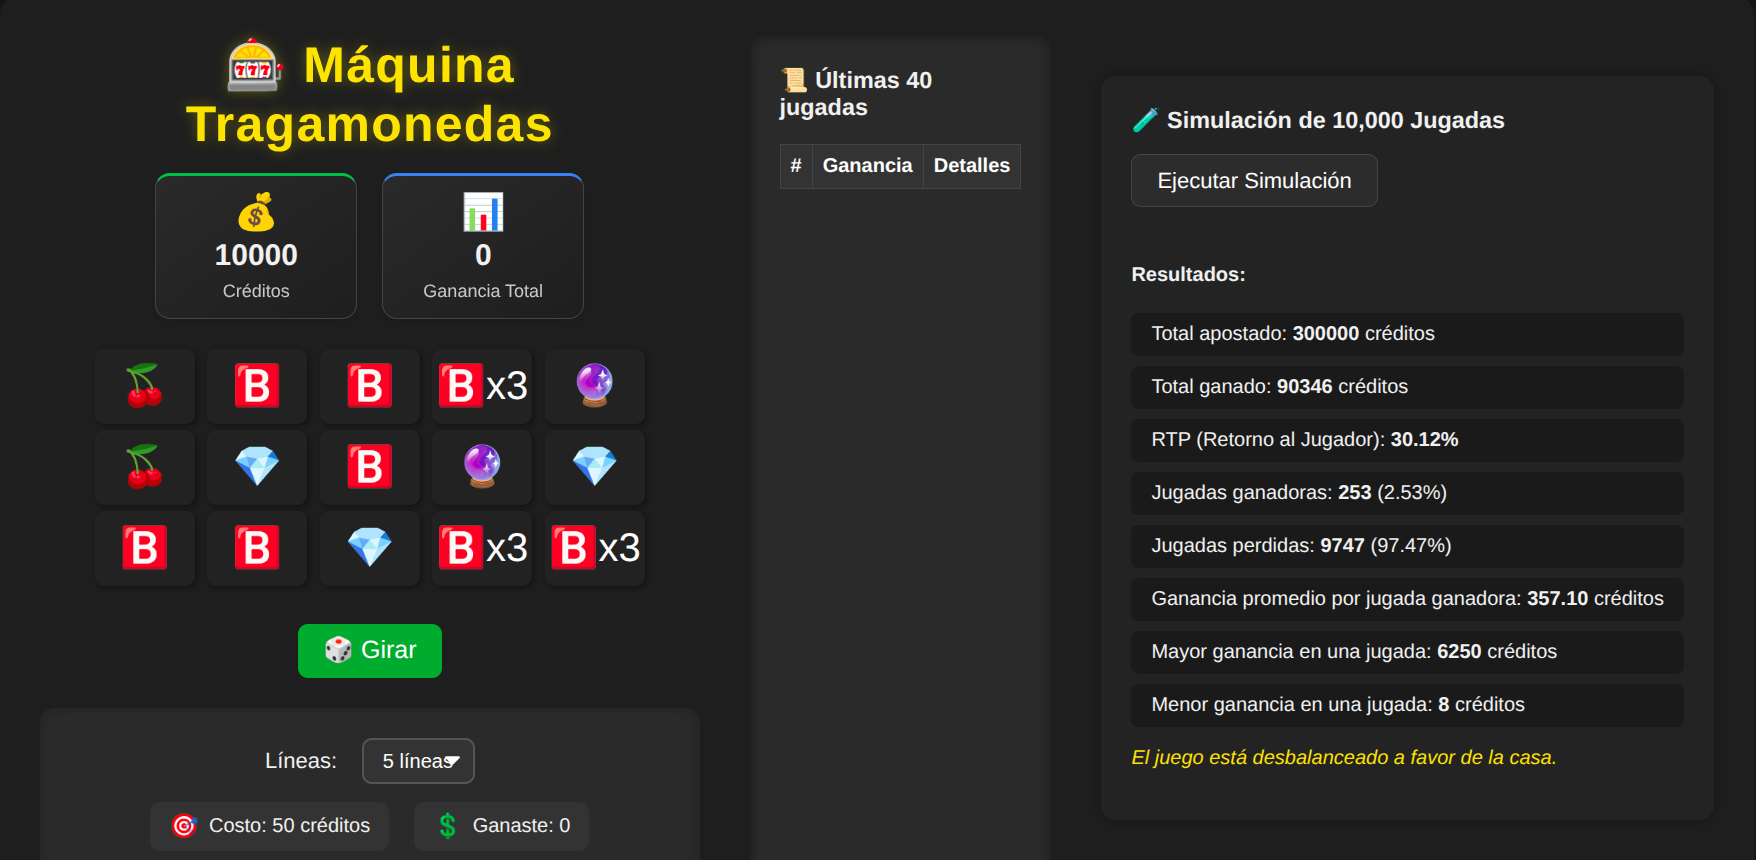 🎰 Máquina
Tragamonedas
💰
10000
Créditos
📊
0
Ganancia Total
🍒 🅱️ 🅱️ 🅱️x3 🔮
🍒 💎 🅱️ 🔮 💎
🅱️ 🅱️ 💎 🅱️x3 🅱️x3
🎲 Girar
Líneas: 5 líneas
🎯 Costo: 50 créditos
💲 Ganaste: 0
📜 Últimas 40
jugadas
# Ganancia Detalles
🧪 Simulación de 10,000 Jugadas
Ejecutar Simulación
Resultados:
Total apostado: 300000 créditos
Total ganado: 90346 créditos
RTP (Retorno al Jugador): 30.12%
Jugadas ganadoras: 253 (2.53%)
Jugadas perdidas: 9747 (97.47%)
Ganancia promedio por jugada ganadora: 357.10 créditos
Mayor ganancia en una jugada: 6250 créditos
Menor ganancia en una jugada: 8 créditos
El juego está desbalanceado a favor de la casa.